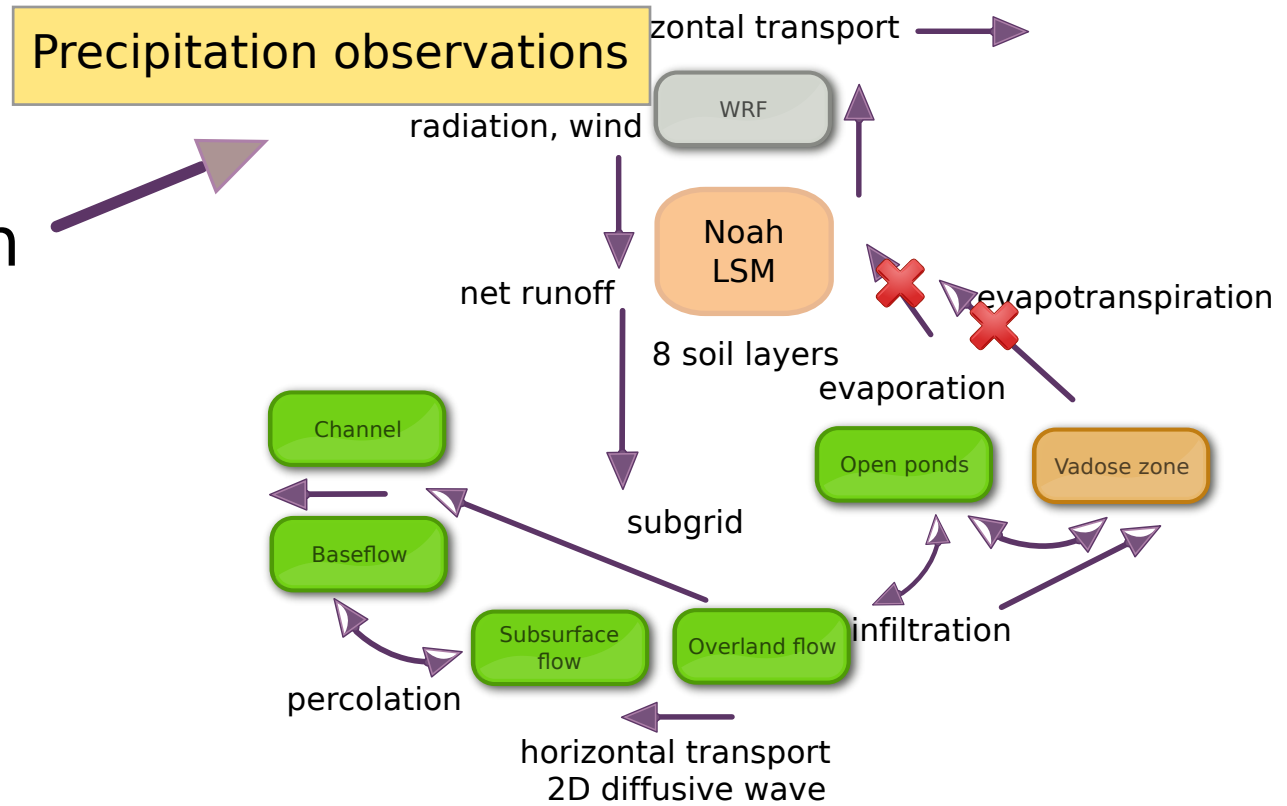 Precipitation observations
zontal transport
WRF
radiation, wind
n
Noah
LSM
net runoff
evapotranspiration
8 soil layers
evaporation
Channel
Open ponds
Vadose zone
subgrid
Baseflow
Subsurface
flow
Overland flow
infiltration
percolation
horizontal transport
2D diffusive wave